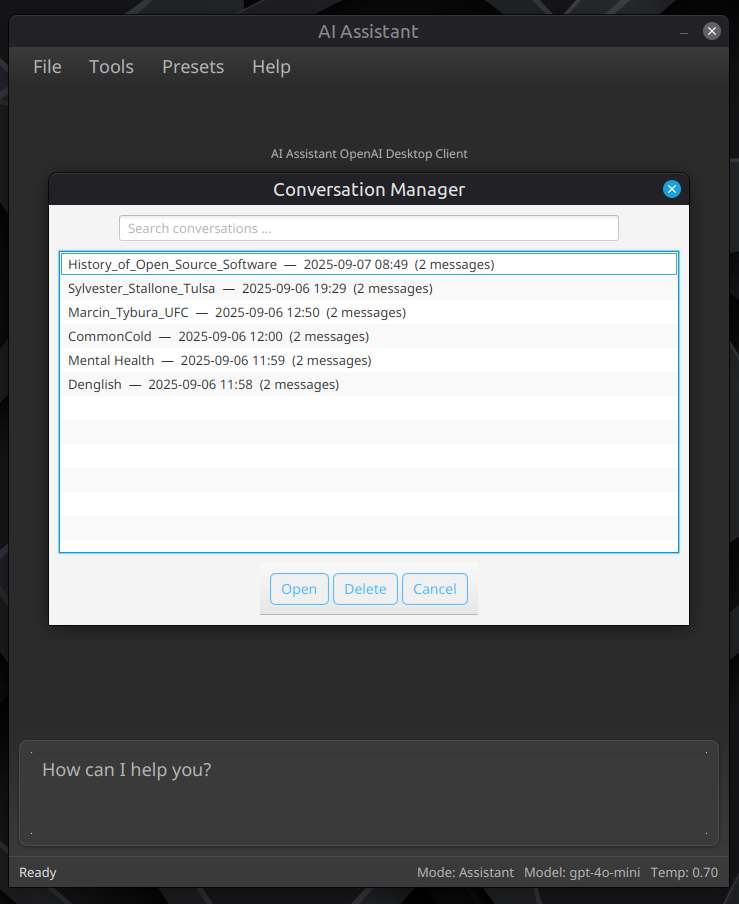 AI Assistant
File Tools Presets Help
AI Assistant OpenAI Desktop Client
Conversation Manager
Search conversations ...
History_of_Open_Source_Software — 2025-09-07 08:49 (2 messages)
Sylvester_Stallone_Tulsa — 2025-09-06 19:29 (2 messages)
Marcin_Tybura_UFC — 2025-09-06 12:50 (2 messages)
CommonCold — 2025-09-06 12:00 (2 messages)
Mental Health — 2025-09-06 11:59 (2 messages)
Denglish — 2025-09-06 11:58 (2 messages)
Open Delete Cancel
How can I help you?
Ready Mode: Assistant Model: gpt-4o-mini Temp: 0.70